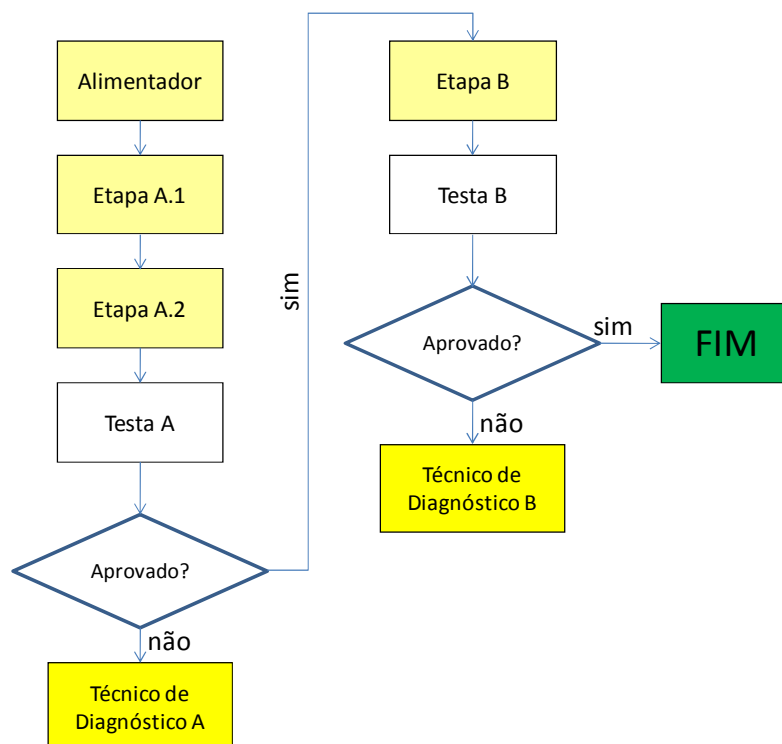 Alimentador
Etapa A.1
Etapa A.2
Testa A
Aprovado?
não
Técnico de
Diagnóstico A
sim
Etapa B
Testa B
Aprovado?
sim
FIM
não
Técnico de
Diagnóstico B